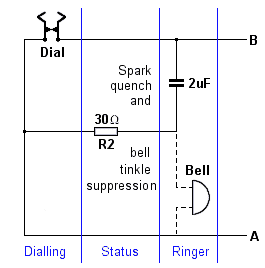 B
Dial
Spark
quench
and
2uF
30Ω
R2
bell
tinkle
suppression
Bell
A
Dialling
Status
Ringer